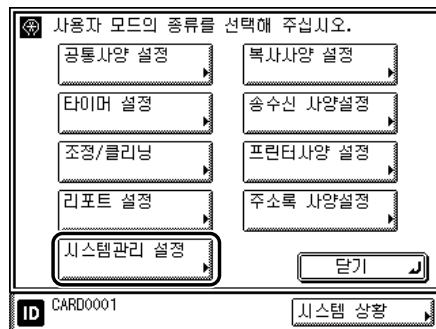 사용자 모드의 종류를 선택해 주십시오.
공통사양 설정
복사사양 설정
타이머 설정
송수신 사양설정
조정/클리닝
프린터사양 설정
리포트 설정
주소록 사양설정
시스템관리 설정
닫기
ID CARD0001
시스템 상황